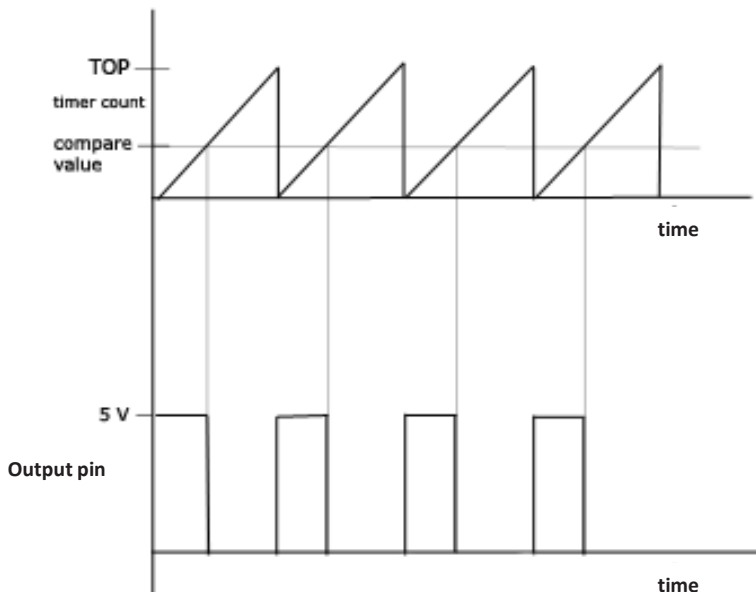 TOP
timer count
compare
value
time
5 V
Output pin
time